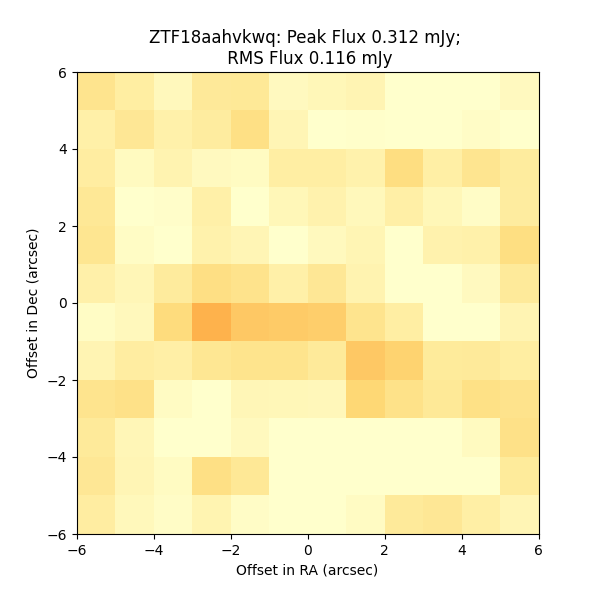 ZTF18aahvkwq: Peak Flux 0.312 mJy;
RMS Flux 0.116 mJy
6
4
2
0
−2
−4
−6
Offset in Dec (arcsec)
−6 −4 −2 0 2 4 6
Offset in RA (arcsec)